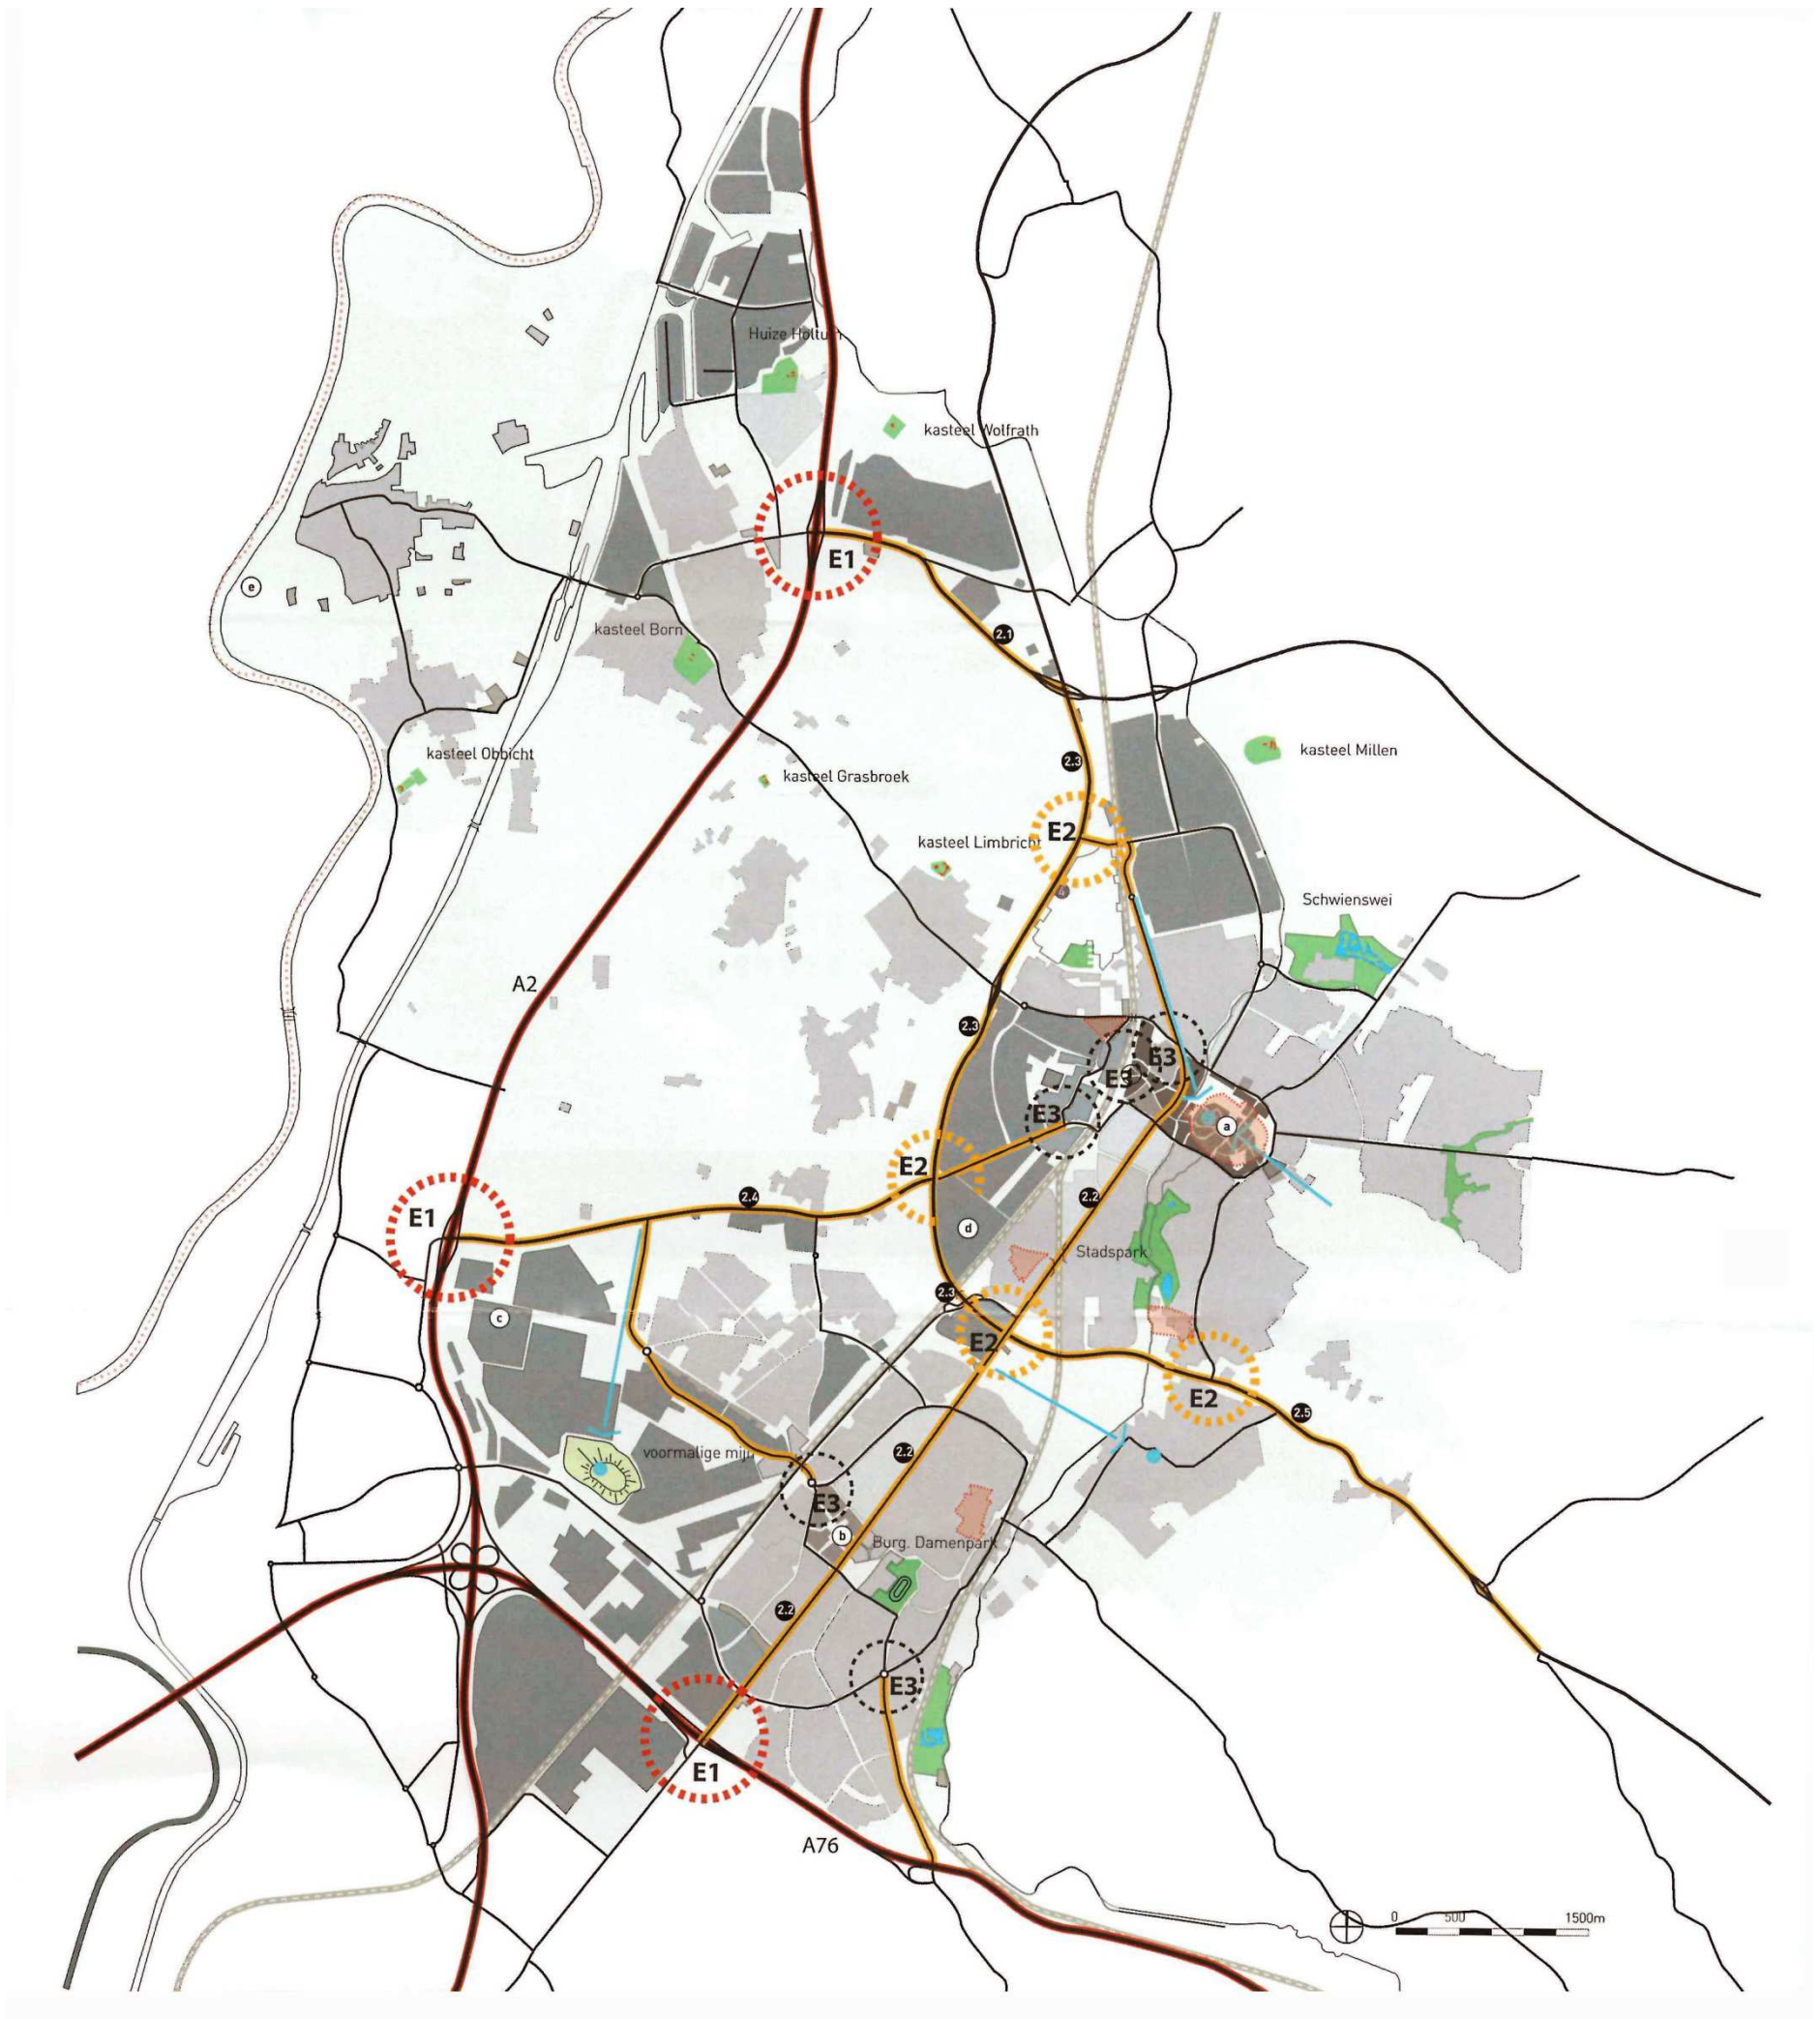 Huize Holtum
kasteel Wolfrath
E1
e
kasteel Born
2.1
kasteel Obbicht
kasteel Grasbroek
2.3
kasteel Millen
E2
kasteel Limbricht
Schwienswei
A2
2.3
E3
E3
E3
a
E2
2.4
2.2
E1
d
Stadspark
2.3
c
E2
E2
2.5
voormalige mijn
2.2
E3
b
Burg. Damenpark
2.2
E3
E1
A76
0 500 1500m